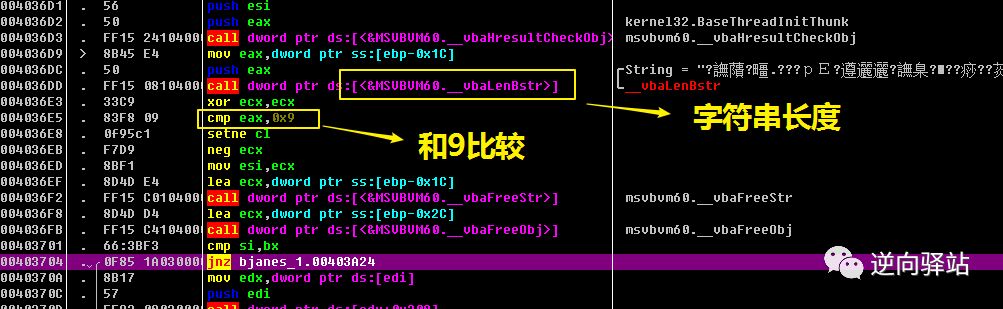 004036D1 . 56 push esi
004036D2 . 50 push eax kernel32.BaseThreadInitThunk
004036D3 . FF15 24104000 call dword ptr ds:[<&MSVBVM60.__vbaHresultCheckObj> msvbvm60.__vbaHresultCheckObj
004036D9 > 8B45 E4 mov eax,dword ptr ss:[ebp-0x1C]
004036DC . 50 push eax String =
004036DD . FF15 08104000 call dword ptr ds:[<&MSVBVM60.__vbaLenBstr>] __vbaLenBstr
字符串长度
004036E3 . 33C9 xor ecx,ecx
004036E5 . 83F8 09 cmp eax,0x9
和9比较
004036E8 . 0F95c1 setne cl
004036EB . F7D9 neg ecx
004036ED . 8BF1 mov esi,ecx
004036EF . 8D4D E4 lea ecx,dword ptr ss:[ebp-0x1C]
004036F2 . FF15 C0104000 call dword ptr ds:[<&MSVBVM60.__vbaFreeStr>] msvbvm60.__vbaFreeStr
004036F8 . 8D4D D4 lea ecx,dword ptr ss:[ebp-0x2C]
004036FB . FF15 C4104000 call dword ptr ds:[<&MSVBVM60.__vbaFreeObj>] msvbvm60.__vbaFreeObj
00403701 . 66:3BF3 cmp si,bx
00403704 . 0F85 1A030000 jnz bjanes_1.00403A24
逆向驿站
0040370A . 8B17 mov edx,dword ptr ds:[edi]
0040370C . 57 push edi